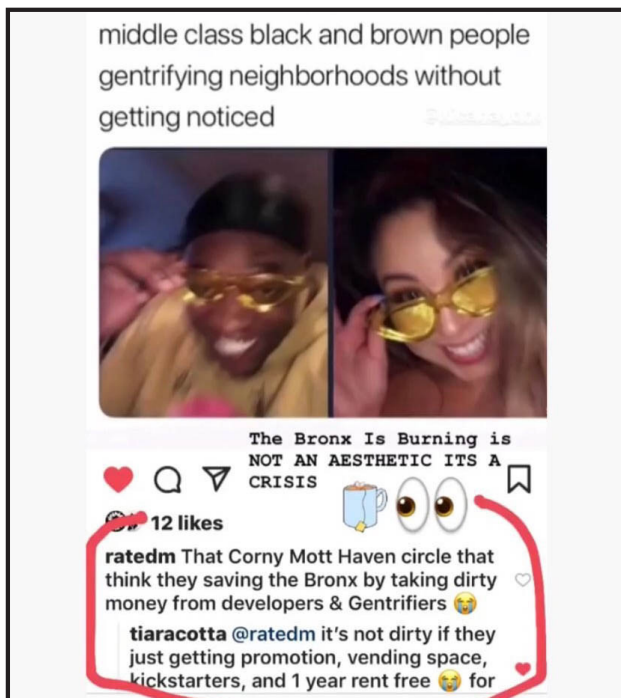 middle class black and brown people
gentrifying neighborhoods without
getting noticed
The Bronx Is Burning is
NOT AN AESTHETIC ITS A
CRISIS
12 likes
ratedm That Corny Mott Haven circle that
think they saving the Bronx by taking dirty
money from developers & Gentrifiers 😭
tiaracotta @ratedm it’s not dirty if they
just getting promotion, vending space,
kickstarters, and 1 year rent free 😭 for